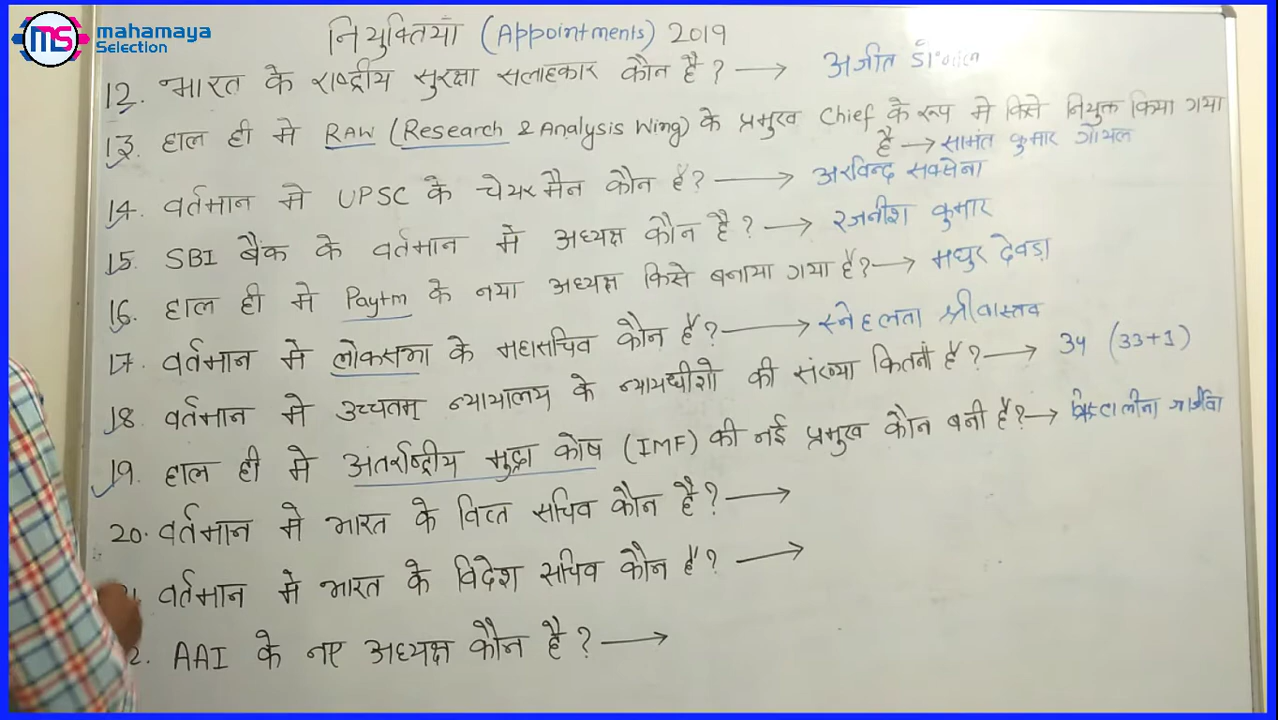 MS mahamaya
Selection
नियुक्तियां (Appointments) 2019
12. भारत के राष्ट्रीय सुरक्षा सलाहकार कौन है? → अजीत
13. हाल ही मे RAW (Research & Analysis Wing) के प्रमुख Chief के रूप मे किसे नियुक्त किया गया
है → सामंत कुमार गोयल
14. वर्तमान मे UPSC के चेयरमैन कौन है? → अरविन्द सक्सेना
15. SBI बैंक के वर्तमान मे अध्यक्ष कौन है? → रजनीश कुमार
16. हाल ही मे Paytm के नया अध्यक्ष किसे बनाया गया है? → मधुर देवड़ा
17. वर्तमान मे लोकसभा के महासचिव कौन है? → स्नेहलता श्रीवास्तव
18. वर्तमान मे उच्चतम् न्यायालय के न्यायधीशो की संख्या कितनी है? → 34 (33+1)
19. हाल ही मे अंतर्राष्ट्रीय मुद्रा कोष (IMF) की नई प्रमुख कौन बनी है? →
20. वर्तमान मे भारत के वित्त सचिव कौन है? →
वर्तमान मे भारत के विदेश सचिव कौन है? →
2. AAI के नए अध्यक्ष कौन है? →